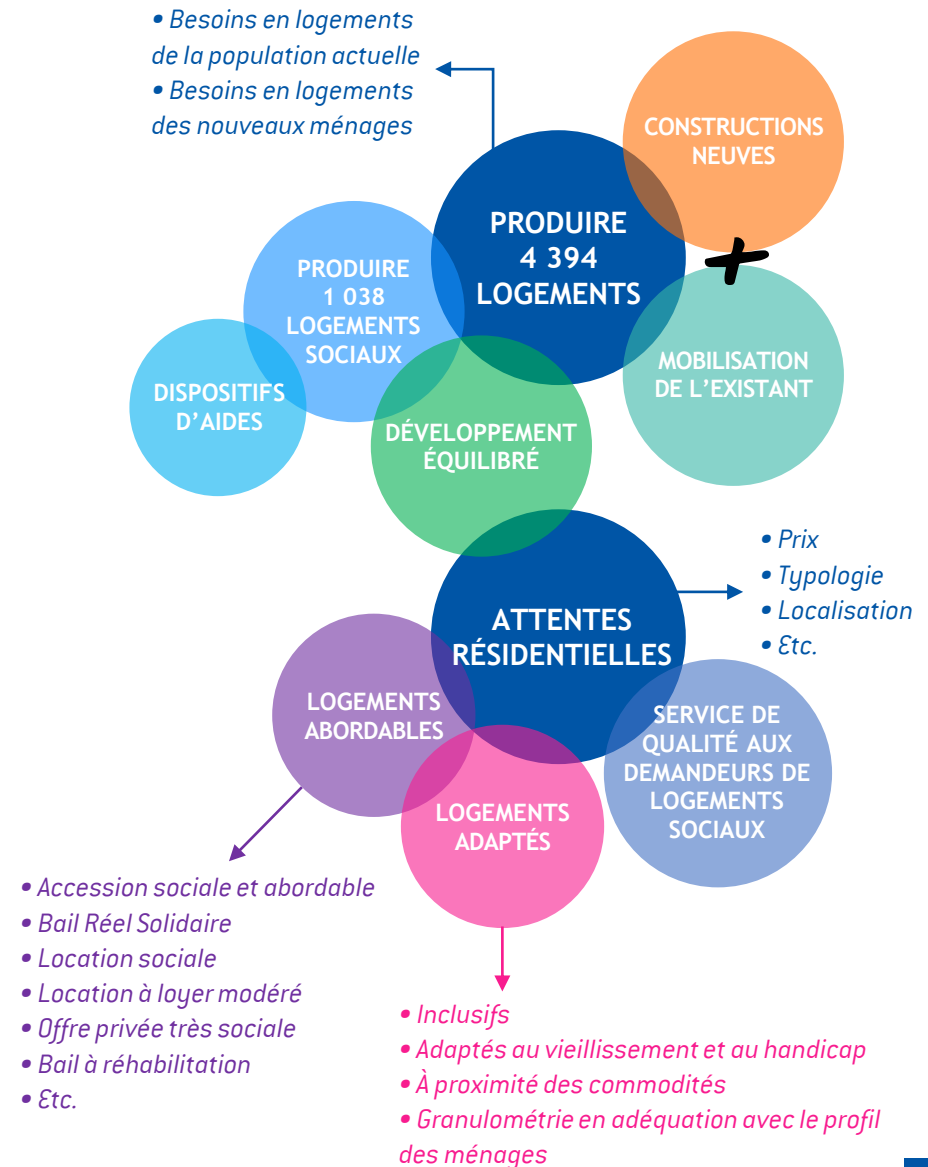 • Besoins en logements
de la population actuelle
• Besoins en logements
des nouveaux ménages
CONSTRUCTIONS
NEUVES
PRODUIRE
4 394
LOGEMENTS
PRODUIRE
1 038
LOGEMENTS
SOCIAUX
MOBILISATION
DE L’EXISTANT
DISPOSITIFS
D’AIDES
DÉVELOPPEMENT
ÉQUILIBRÉ
• Prix
• Typologie
• Localisation
• Etc.
ATTENTES
RÉSIDENTIELLES
LOGEMENTS
ABORDABLES
SERVICE DE
QUALITÉ AUX
DEMANDEURS DE
LOGEMENTS
SOCIAUX
LOGEMENTS
ADAPTÉS
• Accession sociale et abordable
• Bail Réel Solidaire
• Location sociale
• Location à loyer modéré
• Offre privée très sociale
• Bail à réhabilitation
• Etc.
• Inclusifs
• Adaptés au vieillissement et au handicap
• À proximité des commodités
• Granulométrie en adéquation avec le profil
des ménages